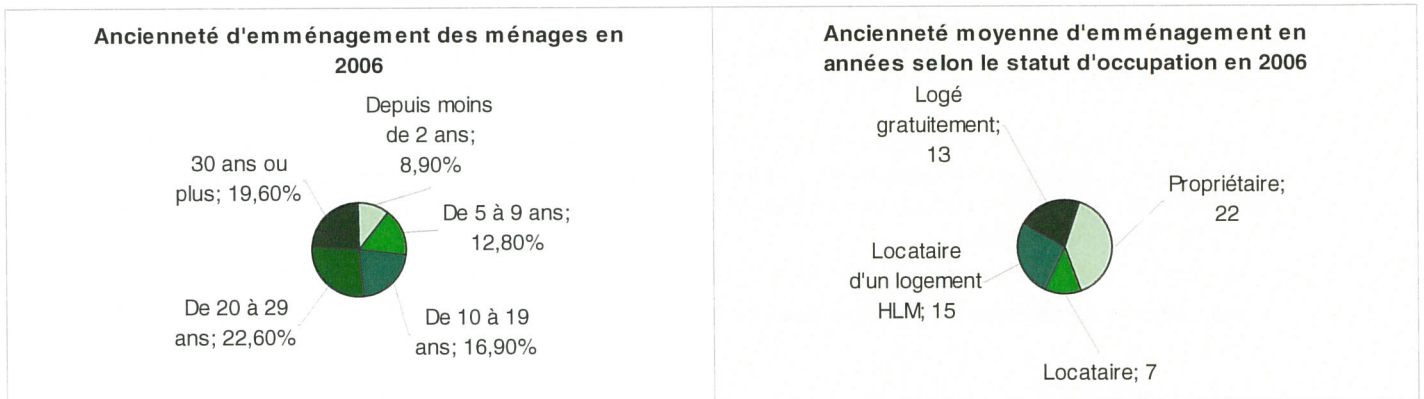 Ancienneté d'emménagement des ménages en
2006
Depuis moins
de 2 ans;
8,90%
30 ans ou
plus; 19,60%
De 5 à 9 ans;
12,80%
De 20 à 29
ans; 22,60%
De 10 à 19
ans; 16,90%
Ancienneté moyenne d'emménagement en
années selon le statut d'occupation en 2006
Logé
gratuitement;
13
Propriétaire;
22
Locataire
d'un logement
HLM; 15
Locataire; 7